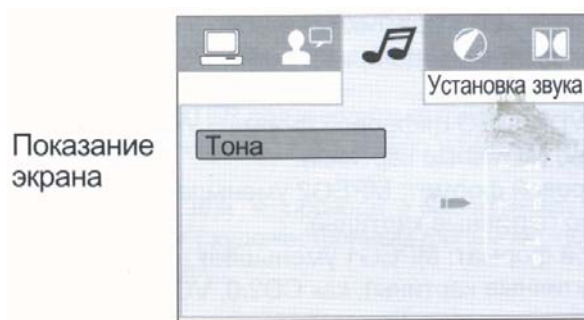 Установка звука
Показание
экрана
Тона